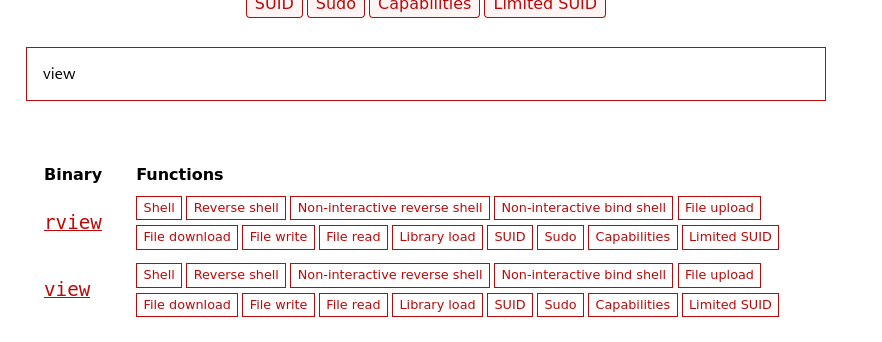 SUID Sudo Capabilities Limited SUID
view
Binary Functions
rview
Shell Reverse shell Non-interactive reverse shell Non-interactive bind shell File upload
File download File write File read Library load SUID Sudo Capabilities Limited SUID
view
Shell Reverse shell Non-interactive reverse shell Non-interactive bind shell File upload
File download File write File read Library load SUID Sudo Capabilities Limited SUID